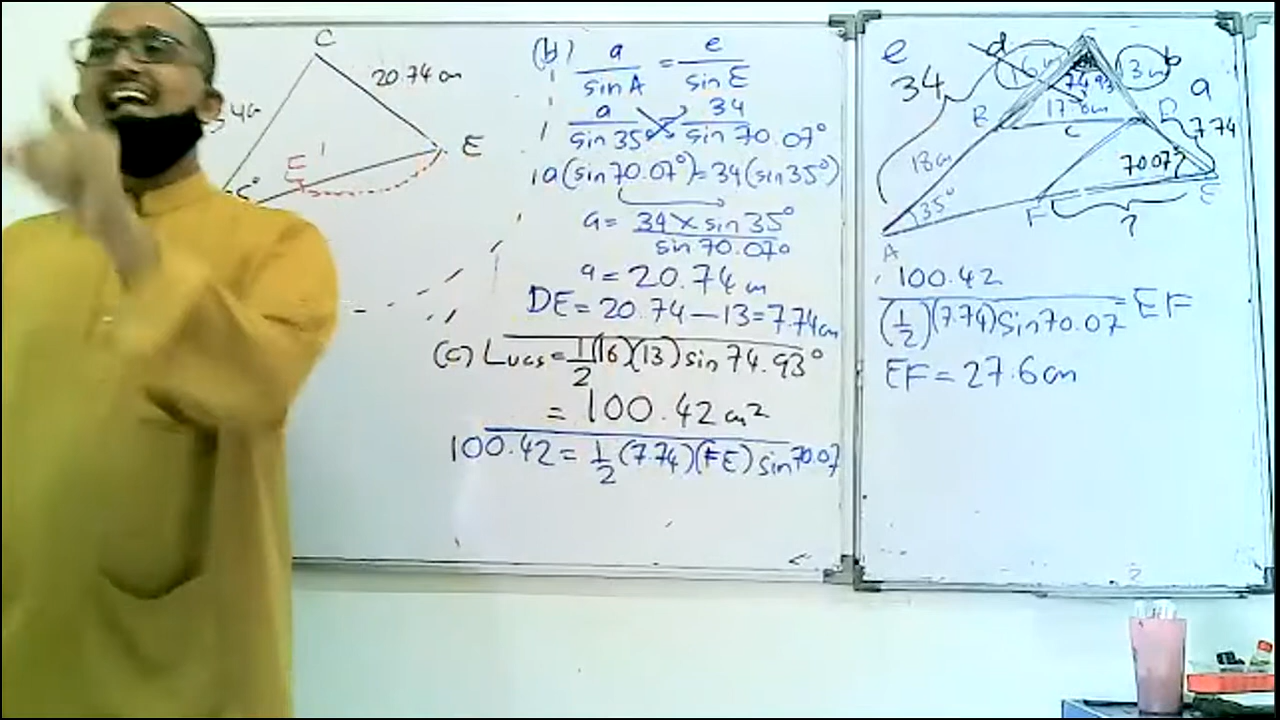 C
20.74 cm
E
E'
(b) a/sin A = e/sin E
a/sin 35° = 34/sin 70.07°
a(sin 70.07°) = 34(sin 35°)
a = 34 × sin 35°/sin 70.07°
a = 20.74 cm
DE = 20.74 – 13 = 7.74 cm
(c) Luas = 1/2 (16)(13) sin 74.93°
= 100.42 cm²
100.42 = 1/2 (7.74)(FE) sin 70.07
e
34
d
16 cm
C
74.93
13 cm
b
a
7.74
B
17.8 cm
c
D
18 cm
70.07°
E
35°
F
?
A
100.42/(1/2)(7.74) Sin 70.07 = EF
EF = 27.6 cm